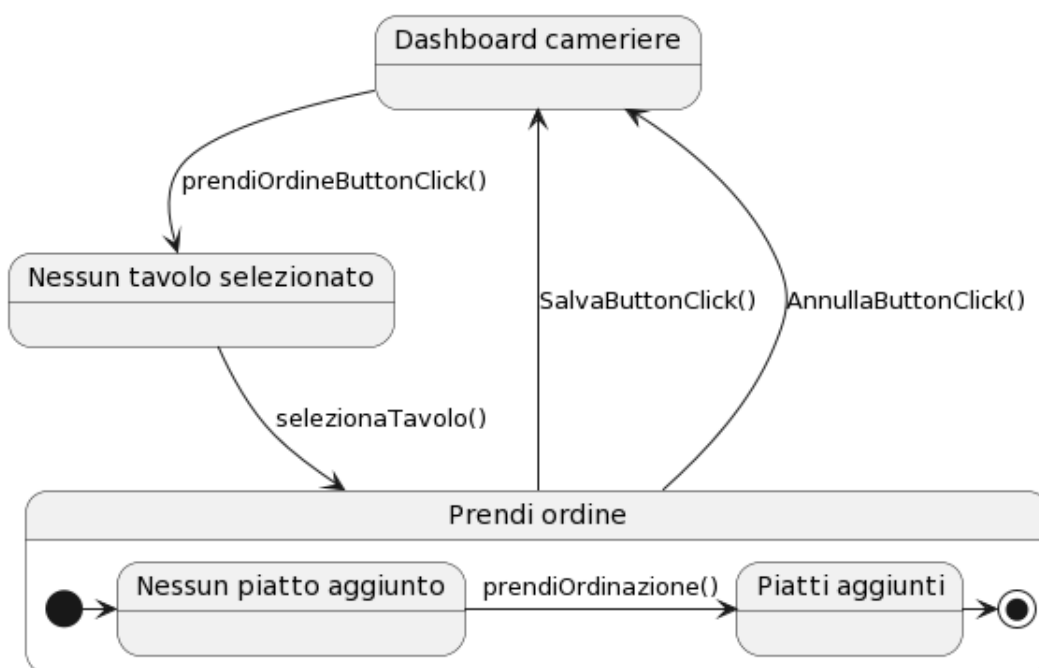 Dashboard cameriere
prendiOrdineButtonClick()
Nessun tavolo selezionato
SalvaButtonClick()
AnnullaButtonClick()
selezionaTavolo()
Prendi ordine
Nessun piatto aggiunto
prendiOrdinazione()
Piatti aggiunti